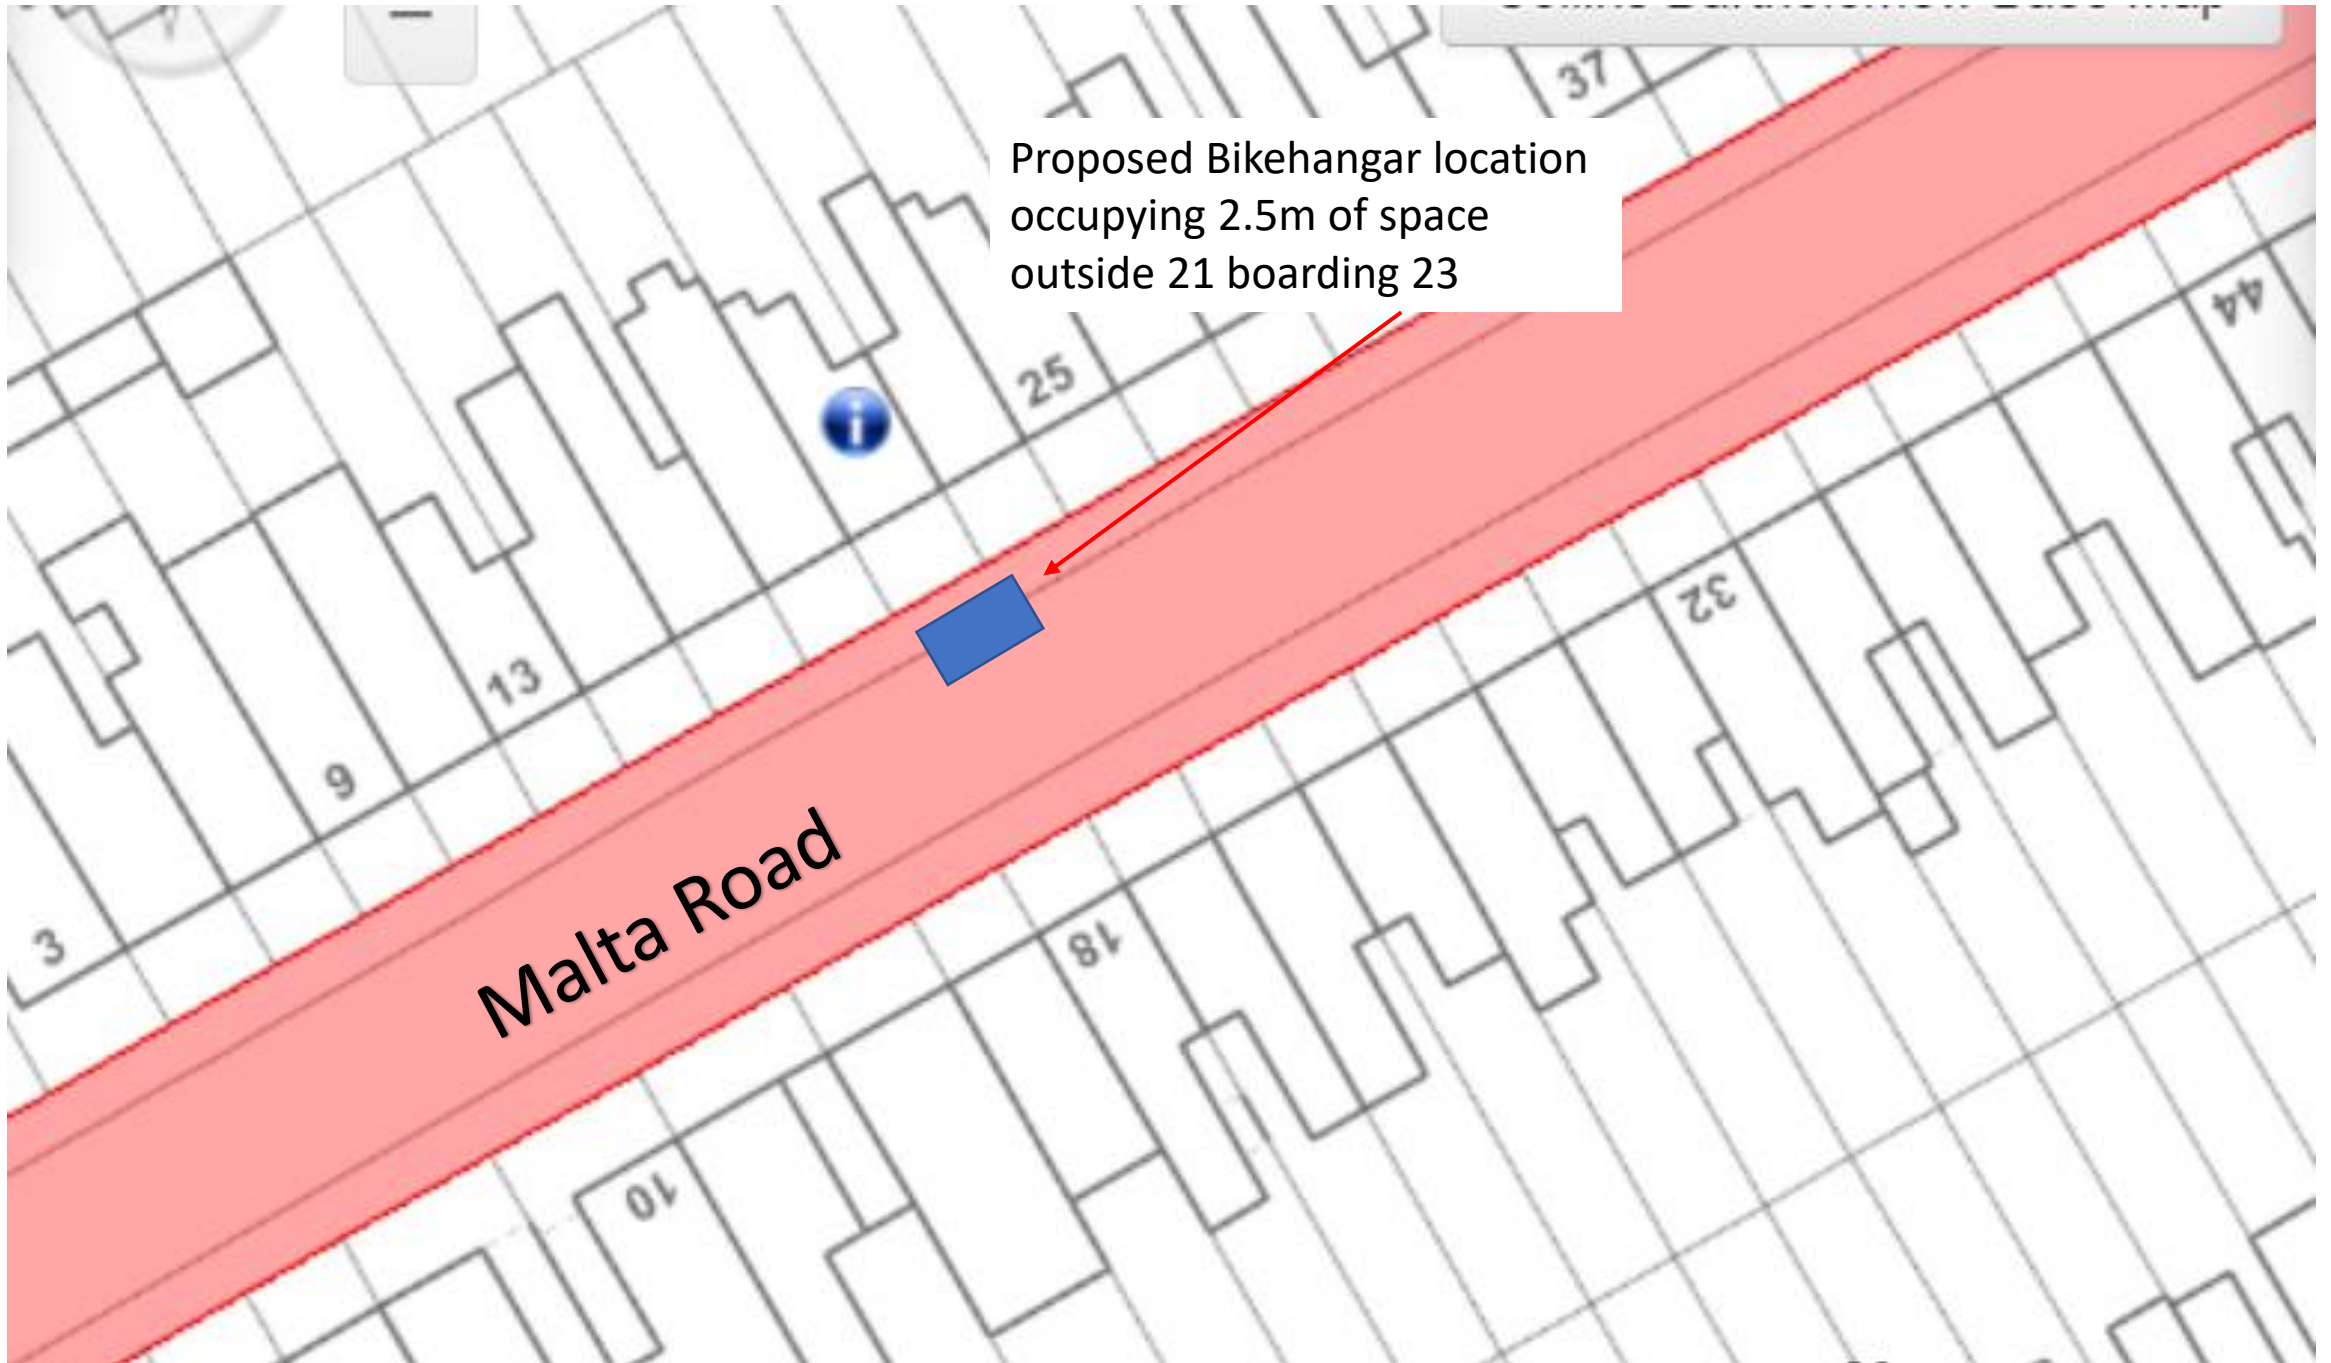 37
Proposed Bikehangar location
occupying 2.5m of space
outside 21 boarding 23
44
25
i
32
13
9
Malta Road
3
18
10